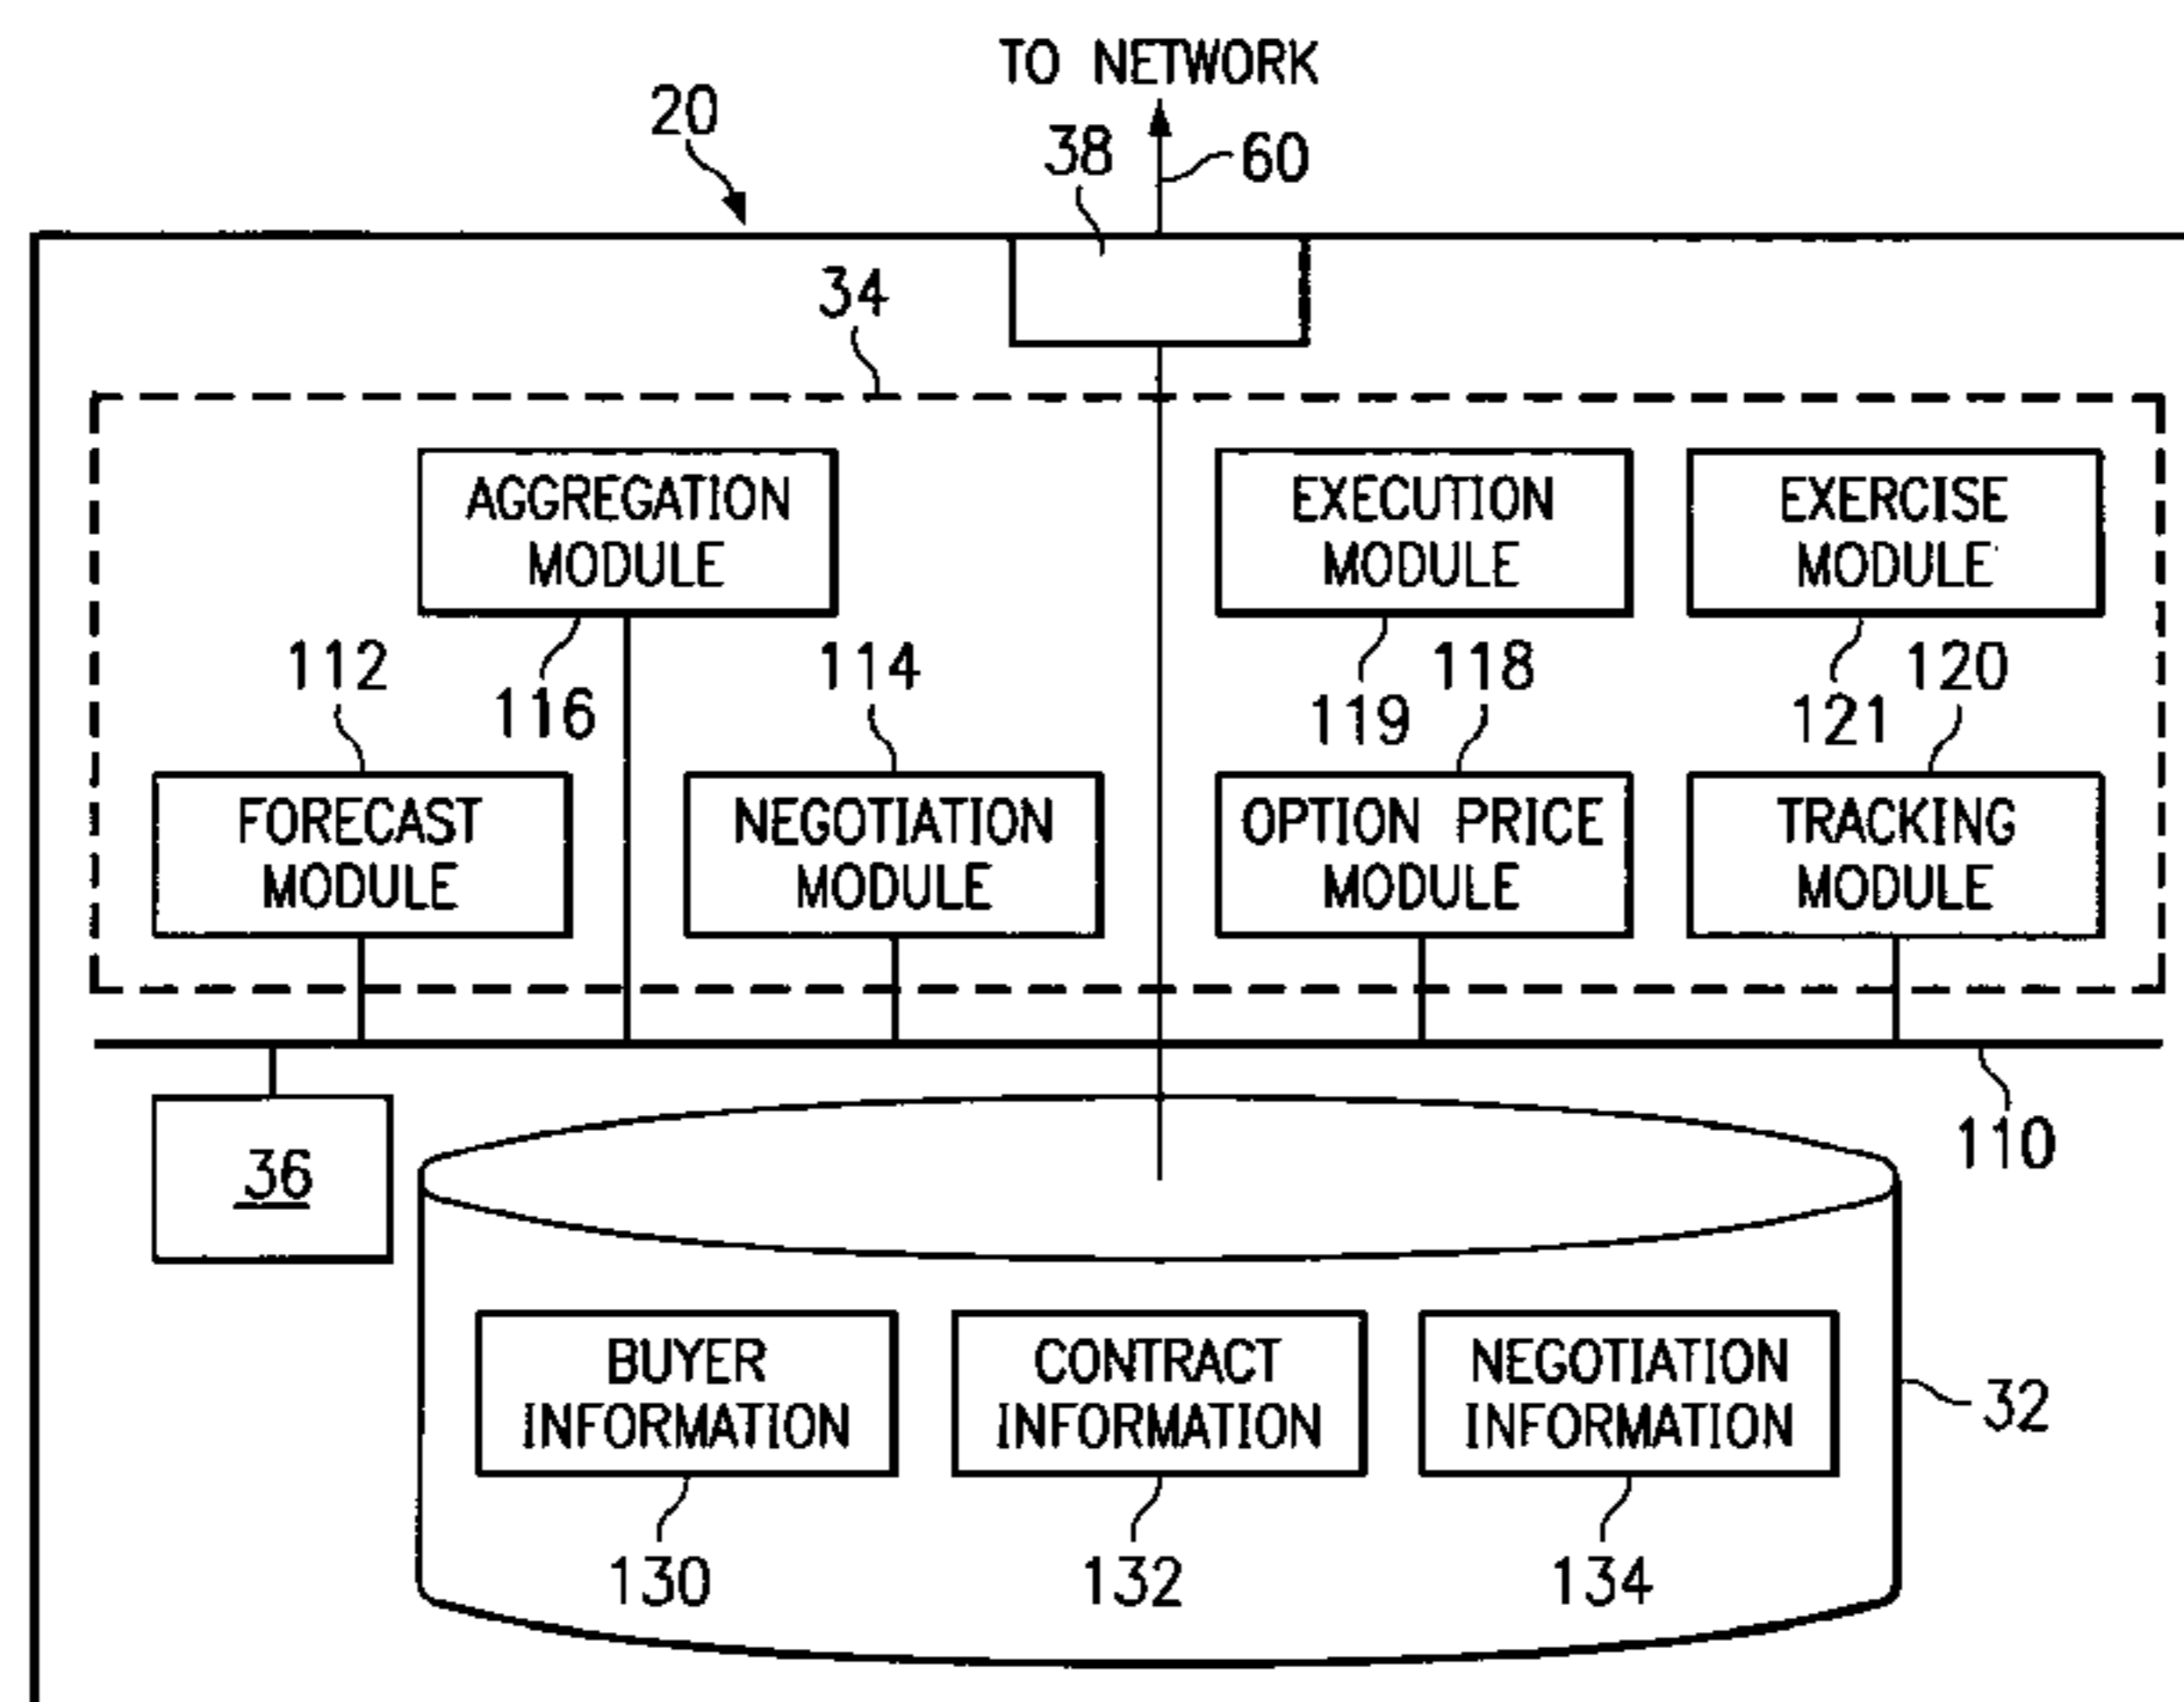 TO NETWORK
20
38
60
34
AGGREGATION
MODULE
EXECUTION
MODULE
EXERCISE
MODULE
112
116
114
119
118
121
120
FORECAST
MODULE
NEGOTIATION
MODULE
OPTION PRICE
MODULE
TRACKING
MODULE
110
36
BUYER
INFORMATION
CONTRACT
INFORMATION
NEGOTIATION
INFORMATION
32
130
132
134